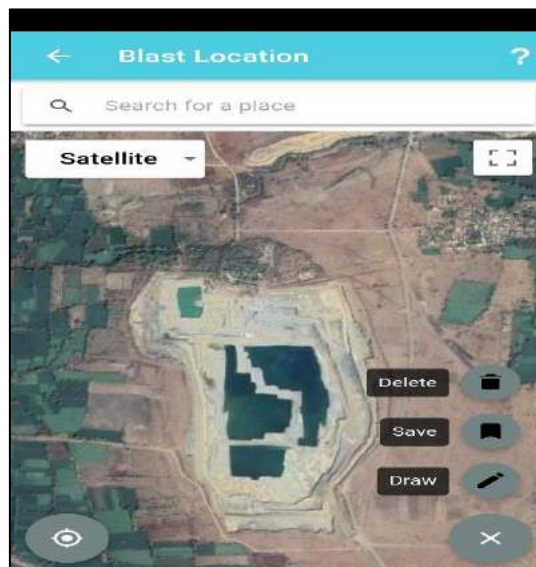 Blast Location ?
Search for a place
Satellite
Delete
Save
Draw